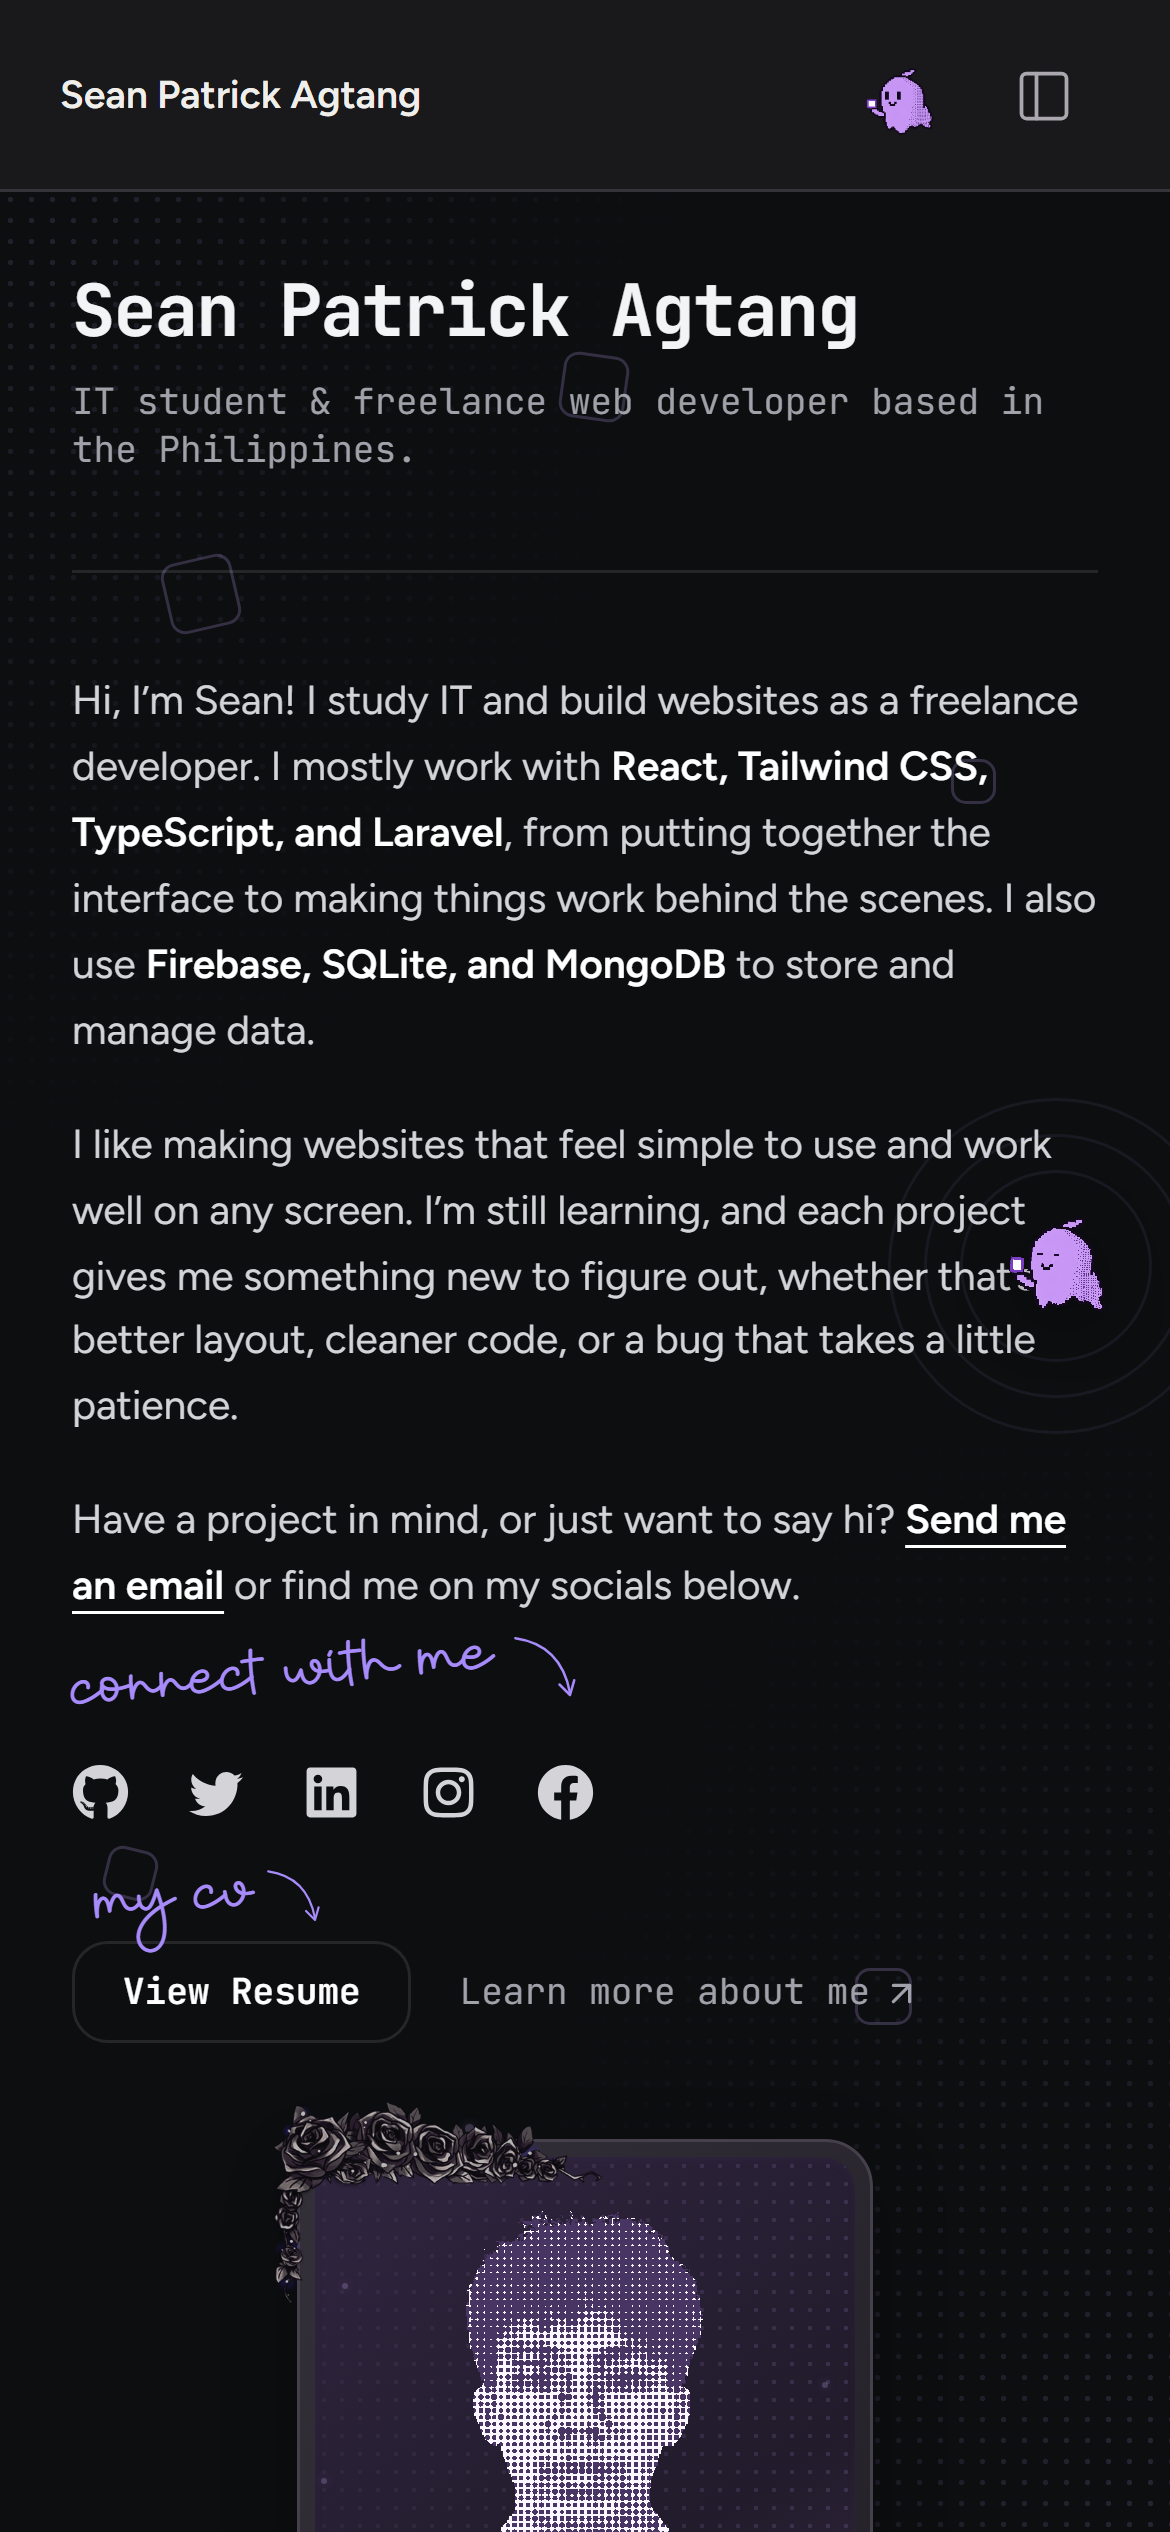 Sean Patrick Agtang
Sean Patrick Agtang
IT student & freelance web developer based in
the Philippines.
Hi, I’m Sean! I study IT and build websites as a freelance
developer. I mostly work with React, Tailwind CSS,
TypeScript, and Laravel, from putting together the
interface to making things work behind the scenes. I also
use Firebase, SQLite, and MongoDB to store and
manage data.
I like making websites that feel simple to use and work
well on any screen. I’m still learning, and each project
gives me something new to figure out, whether
better layout, cleaner code, or a bug that takes a little
patience.
Have a project in mind, or just want to say hi? Send me
an email or find me on my socials below.
connect with me
in
my cv
View Resume
Learn more about me ↗